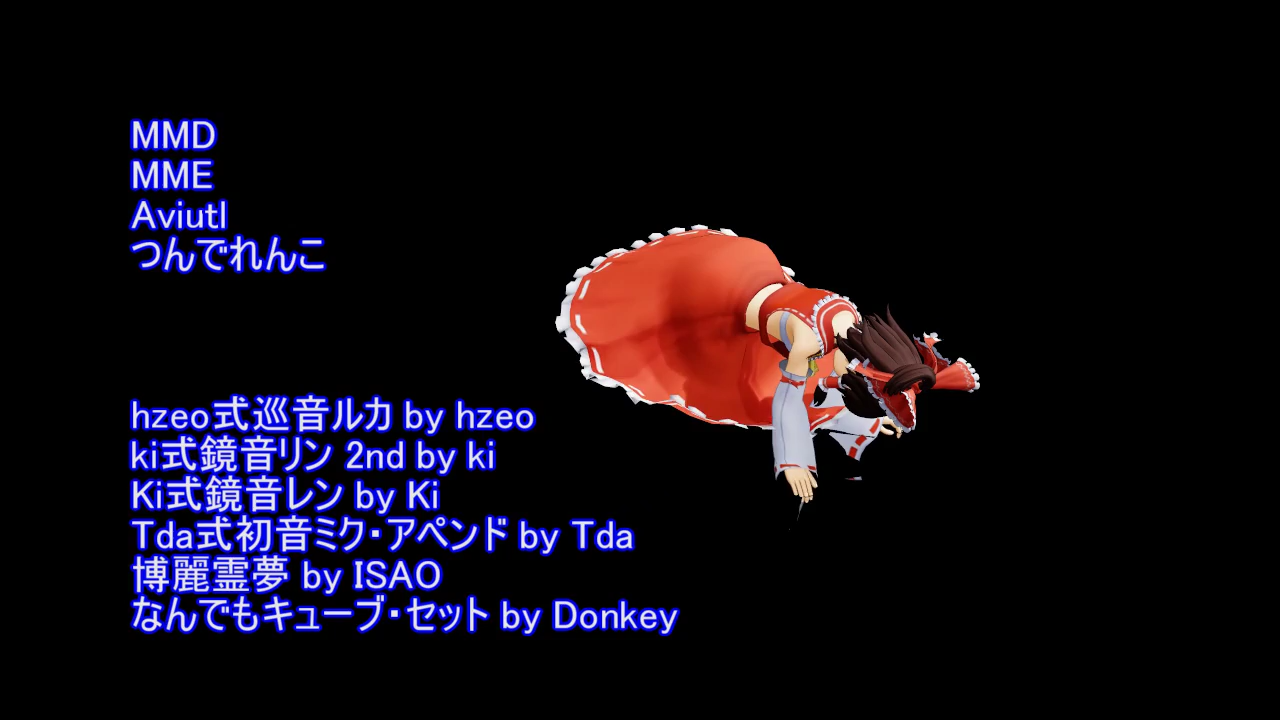 MMD
MME
Aviutl
つんでれんこ
hzeo式巡音ルカ by hzeo
ki式鏡音リン 2nd by ki
Ki式鏡音レン by Ki
Tda式初音ミク・アペンド by Tda
博麗霊夢 by ISAO
なんでもキューブ・セット by Donkey